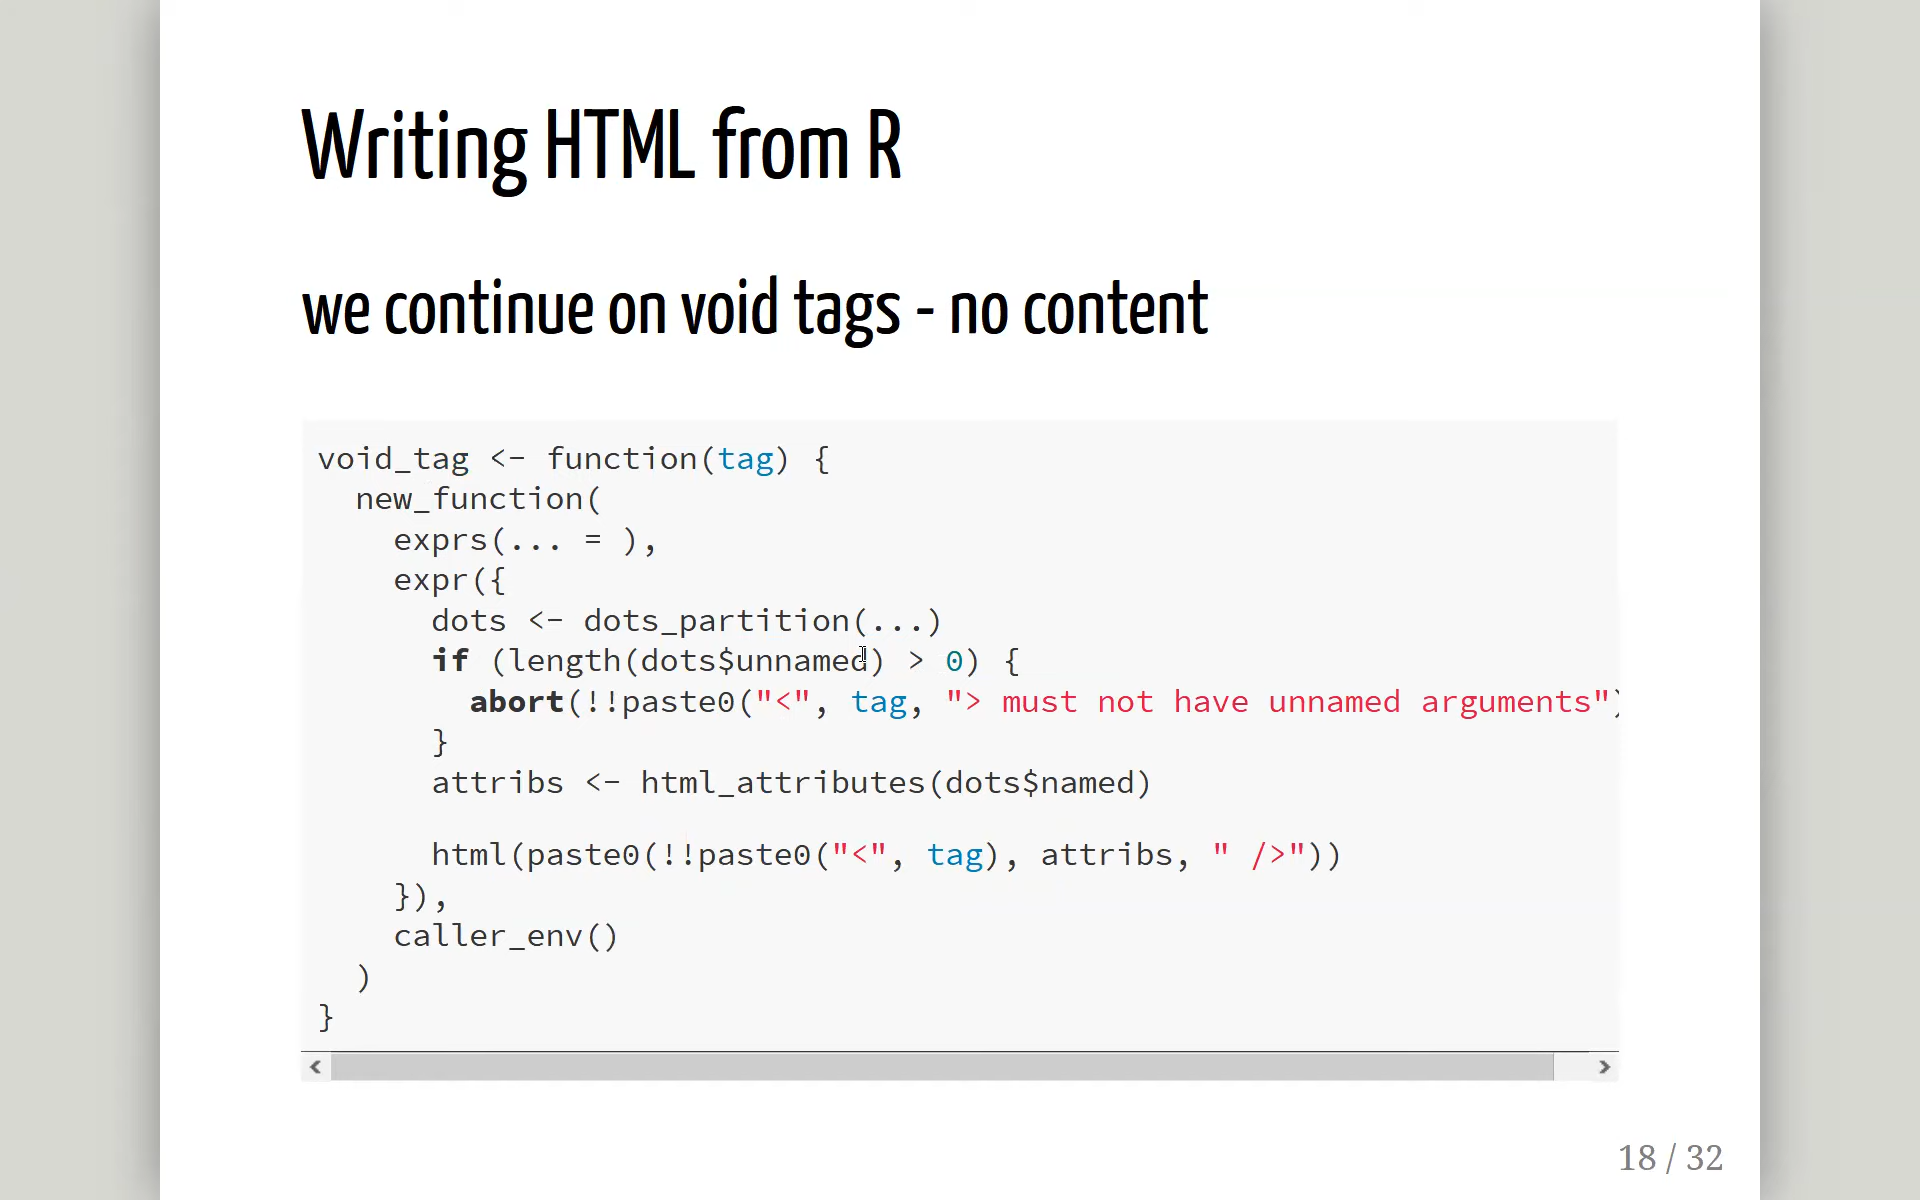 Writing HTML from R
we continue on void tags - no content
void_tag <- function(tag) {
  new_function(
    exprs(... = ),
    expr({
      dots <- dots_partition(...)
      if (length(dots$unnamed) > 0) {
        abort(!!paste0("<", tag, "> must not have unnamed arguments")
      }
      attribs <- html_attributes(dots$named)
      html(paste0(!!paste0("<", tag), attribs, " />"))
    }),
    caller_env()
  )
}
18 / 32